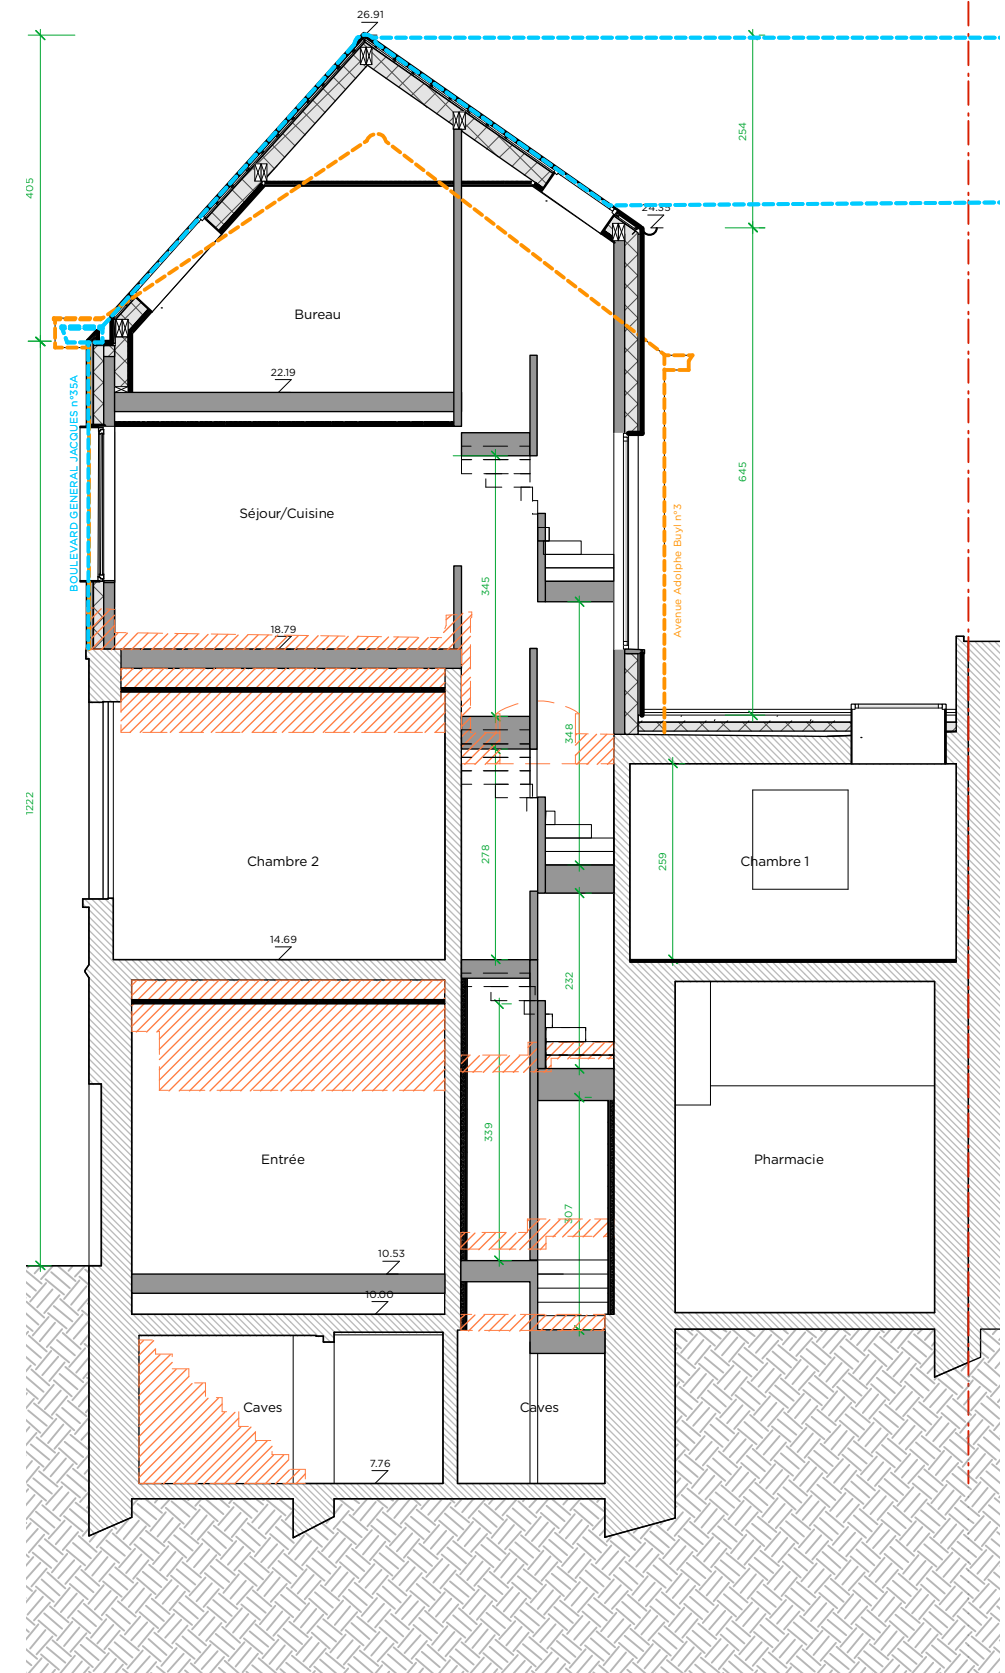 26.91
254
405
24.35
Bureau
22.19
BOULEVARD GENERAL JACQUES n°35A
645
Séjour/Cuisine
Avenue Adolphe Buyl n°3
345
18.79
348
1222
278
Chambre 2
259
Chambre 1
14.69
232
339
Entrée
Pharmacie
307
10.53
10.00
Caves
Caves
7.76